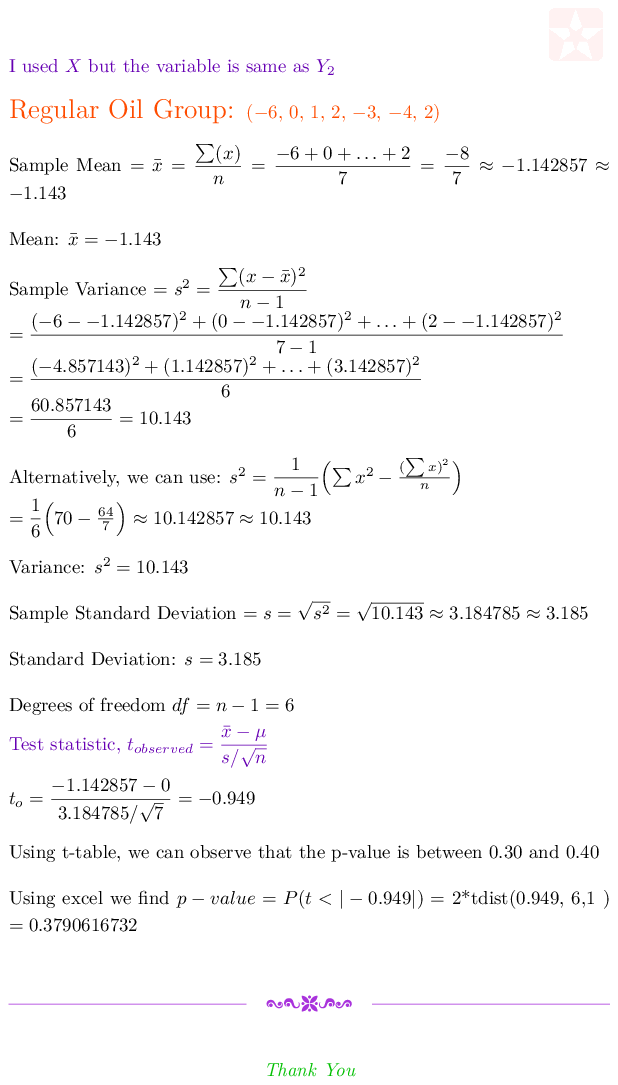 I used X but the variable is same as Y₂
Regular Oil Group: (−6, 0, 1, 2, −3, −4, 2)
Sample Mean = x̄ = ∑(x)/n = (−6 + 0 + … + 2)/7 = −8/7 ≈ −1.142857 ≈
−1.143
Mean: x̄ = −1.143
Sample Variance = s² = ∑(x − x̄)²/(n − 1)
= ((−6 − −1.142857)² + (0 − −1.142857)² + … + (2 − −1.142857)²)/(7 − 1)
= ((−4.857143)² + (1.142857)² + … + (3.142857)²)/6
= 60.857143/6 = 10.143
Alternatively, we can use: s² = 1/(n − 1) (∑ x² − (∑ x)²/n)
= 1/6 (70 − 64/7) ≈ 10.142857 ≈ 10.143
Variance: s² = 10.143
Sample Standard Deviation = s = √s² = √10.143 ≈ 3.184785 ≈ 3.185
Standard Deviation: s = 3.185
Degrees of freedom df = n − 1 = 6
Test statistic, t_observed = (x̄ − μ)/(s/√n)
t_o = (−1.142857 − 0)/(3.184785/√7) = −0.949
Using t-table, we can observe that the p-value is between 0.30 and 0.40
Using excel we find p − value = P(t < | − 0.949|) = 2*tdist(0.949, 6,1 )
= 0.3790616732
Thank You